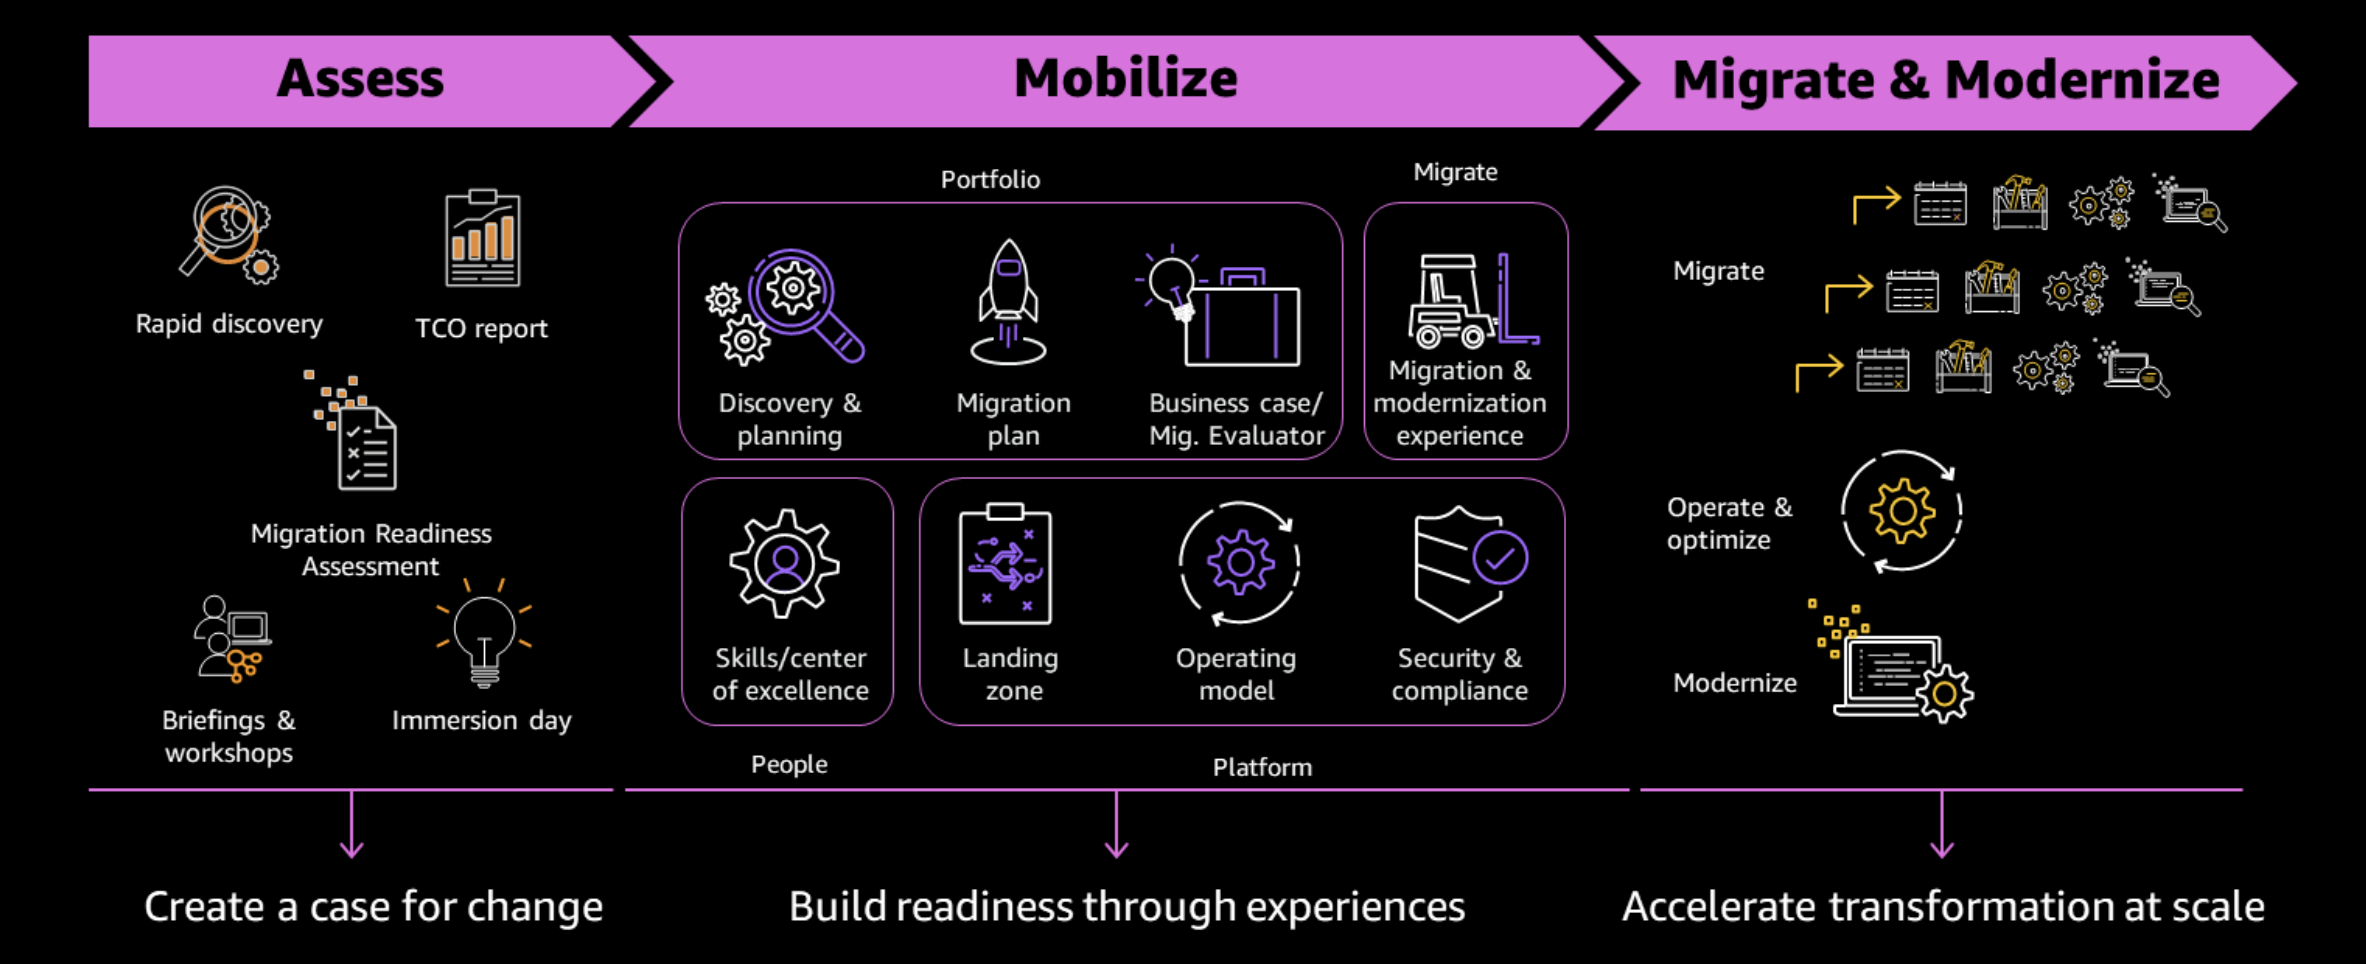 Assess
Mobilize
Migrate & Modernize
Rapid discovery
TCO report
Migration Readiness
Assessment
Briefings &
workshops
Immersion day
Portfolio
Discovery &
planning
Migration
plan
Business case/
Mig. Evaluator
Migrate
Migration &
modernization
experience
Skills/center
of excellence
People
Landing
zone
Operating
model
Security &
compliance
Platform
Migrate
Operate &
optimize
Modernize
Create a case for change
Build readiness through experiences
Accelerate transformation at scale